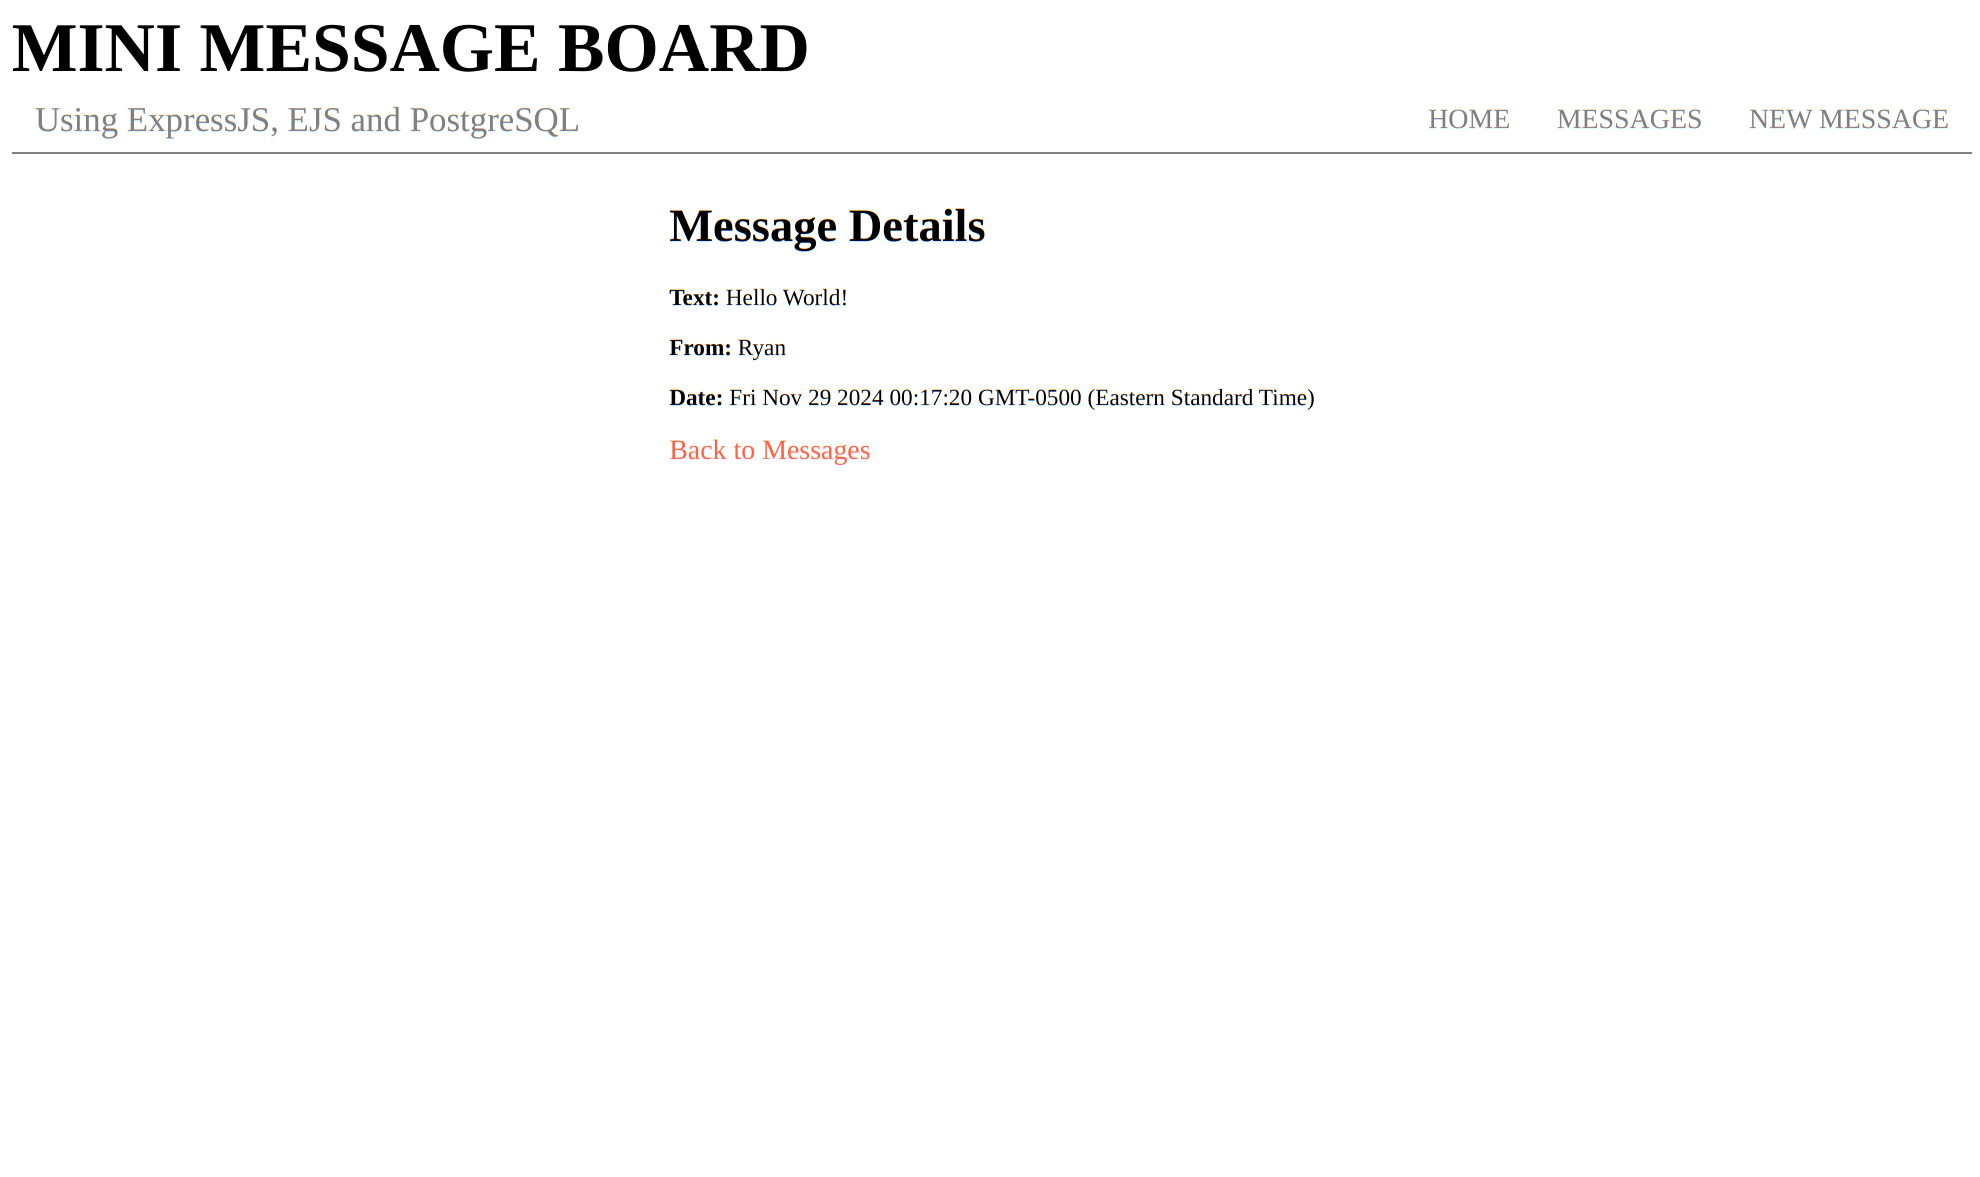 MINI MESSAGE BOARD
Using ExpressJS, EJS and PostgreSQL
HOME MESSAGES NEW MESSAGE
Message Details
Text: Hello World!
From: Ryan
Date: Fri Nov 29 2024 00:17:20 GMT-0500 (Eastern Standard Time)
Back to Messages